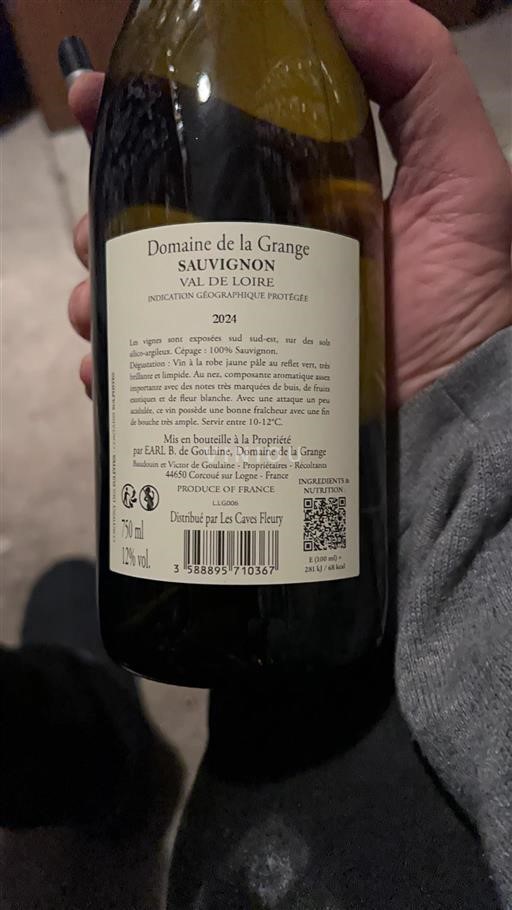 Domaine de la Grange
SAUVIGNON
VAL DE LOIRE
INDICATION GÉOGRAPHIQUE PROTÉGÉE
2024
Les vignes sont exposées sud sud-est, sur des sols
silico-argileux. Cépage : 100% Sauvignon.
Dégustation : Vin à la robe jaune pâle au reflet vert, très
brillante et limpide. Au nez, composante aromatique assez
importante avec des notes très marquées de buis, de fruits
exotiques et de fleur blanche. Avec une attaque un peu
acidulée, ce vin possède une bonne fraîcheur avec une fin
de bouche très ample. Servir entre 10-12°C.
Mis en bouteille à la Propriété
par EARL B. de Goulaine, Domaine de la Grange
Baudouin et Victor de Goulaine - Propriétaires - Récoltants
44650 Corcoué sur Logne - France
PRODUCE OF FRANCE
L.LG006
Distribué par Les Caves Fleury
INGREDIENTS &
NUTRITION
E (100 ml) =
281 kJ / 68 kcal
750 ml
12% vol.
3 588895 710367
CONTIENT DES SULFITES - CONTAINS SULPHITES